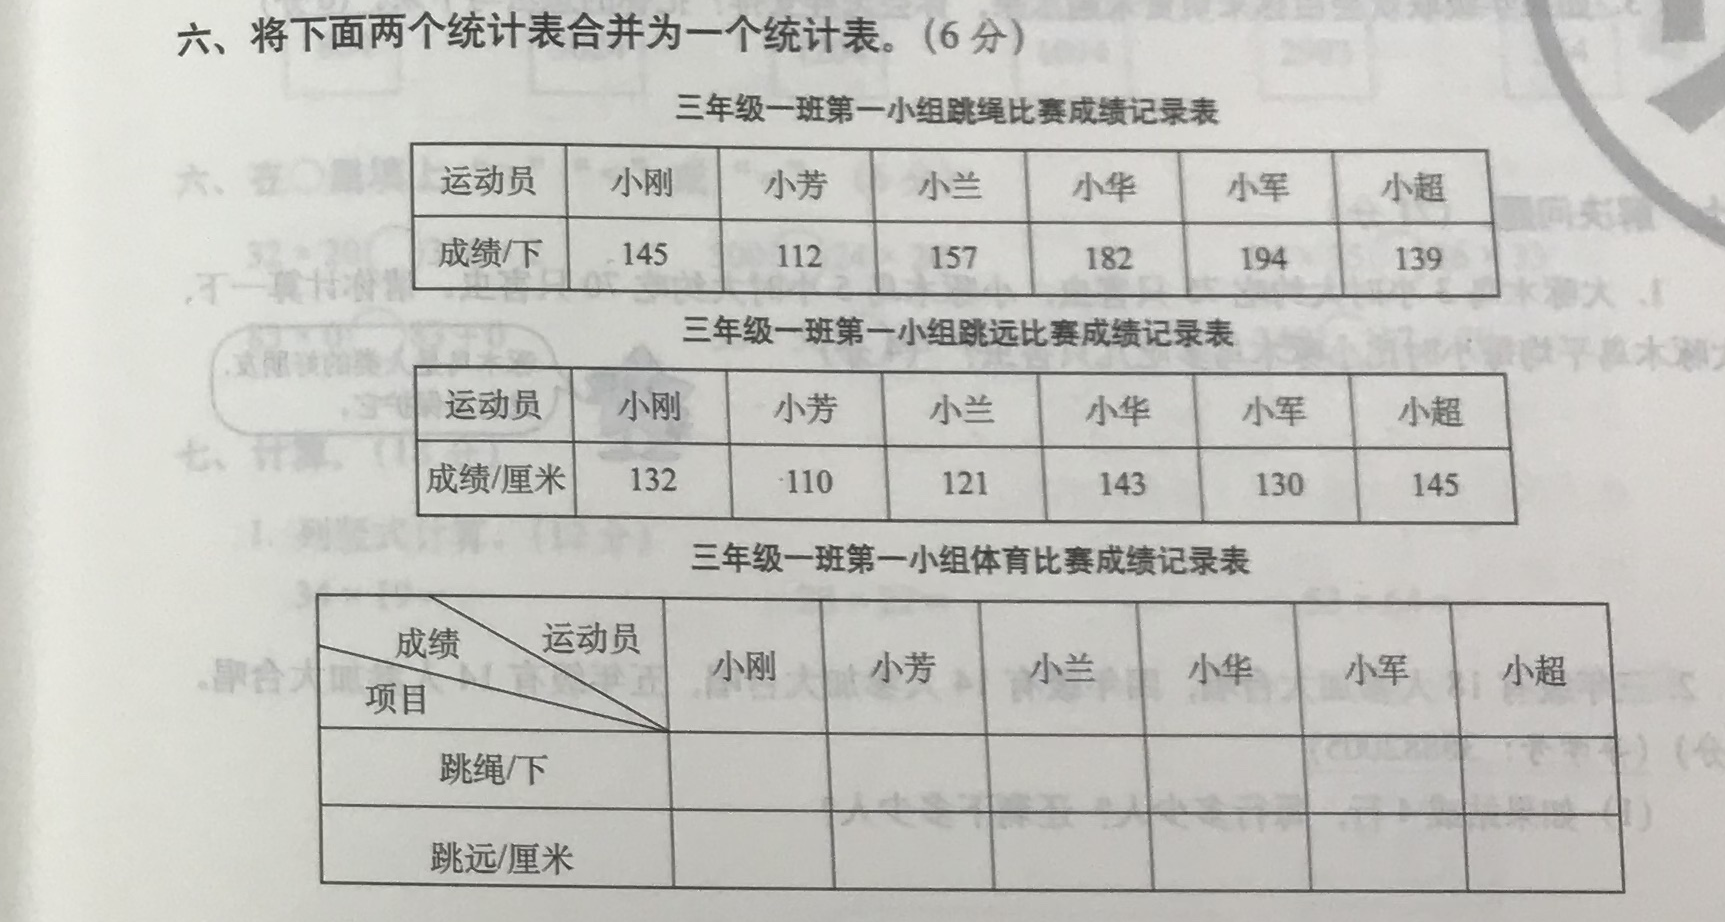 六、将下面两个统计表合并为一个统计表。(6 分)
三年级一班第一小组跳绳比赛成绩记录表
运动员 小刚 小芳 小兰 小华 小军 小超
成绩/下 145 112 157 182 194 139
三年级一班第一小组跳远比赛成绩记录表
运动员 小刚 小芳 小兰 小华 小军 小超
成绩/厘米 132 110 121 143 130 145
三年级一班第一小组体育比赛成绩记录表
成绩 运动员 小刚 小芳 小兰 小华 小军 小超
项目
跳绳/下
跳远/厘米